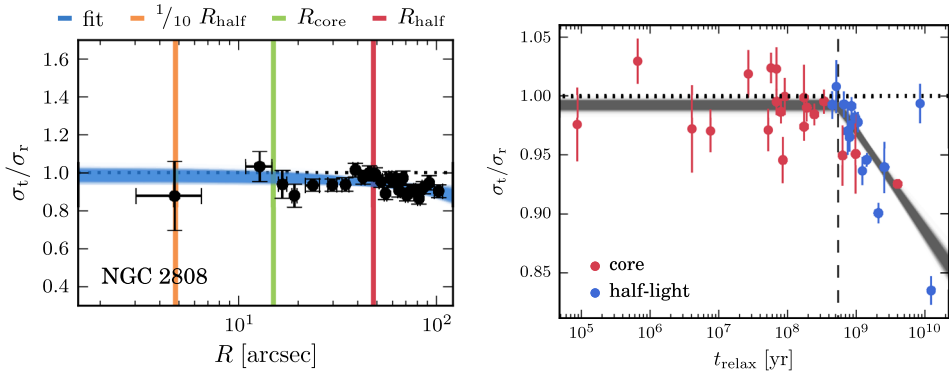 fit 1/10 R_half R_core R_half
1.6
1.4
1.2
1.0
0.8
0.6
0.4
σ_t/σ_r
NGC 2808
10^1 10^2
R [arcsec]
1.05
1.00
0.95
0.90
0.85
σ_t/σ_r
core
half-light
10^5 10^6 10^7 10^8 10^9 10^10
t_relax [yr]